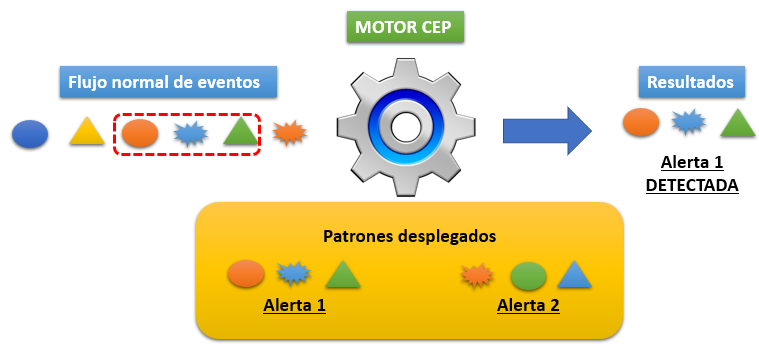 MOTOR CEP
Flujo normal de eventos
Resultados
Alerta 1
DETECTADA
Patrones desplegados
Alerta 1
Alerta 2